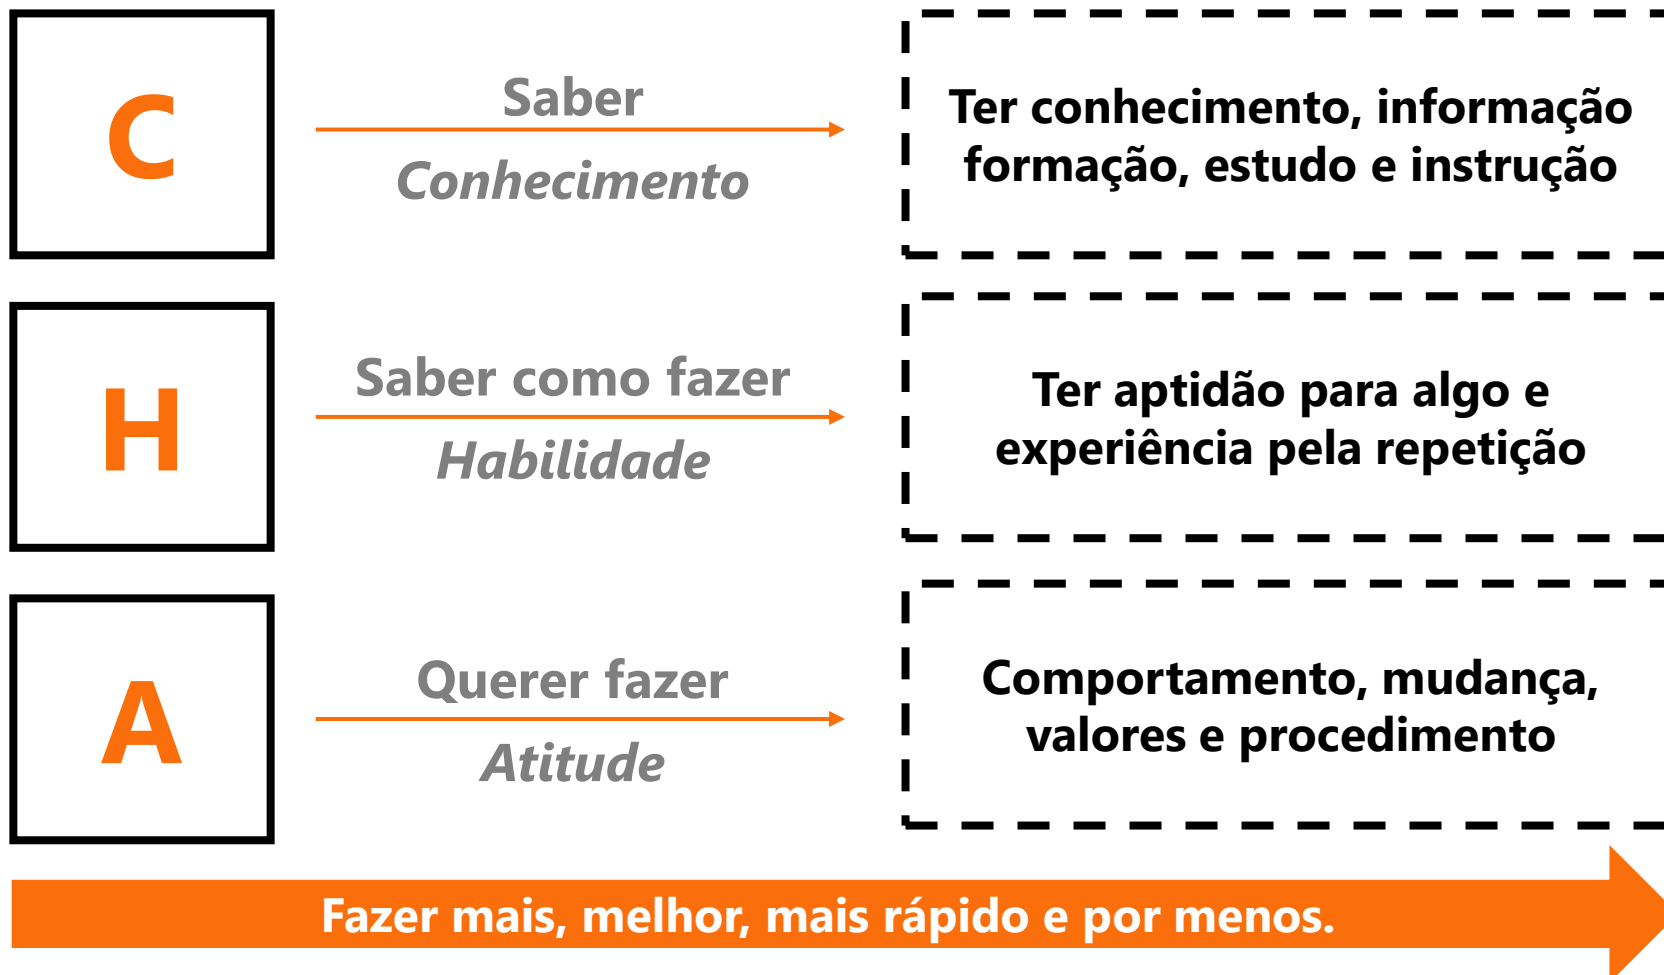 C
Saber
Conhecimento
Ter conhecimento, informação
formação, estudo e instrução
H
Saber como fazer
Habilidade
Ter aptidão para algo e
experiência pela repetição
A
Querer fazer
Atitude
Comportamento, mudança,
valores e procedimento
Fazer mais, melhor, mais rápido e por menos.